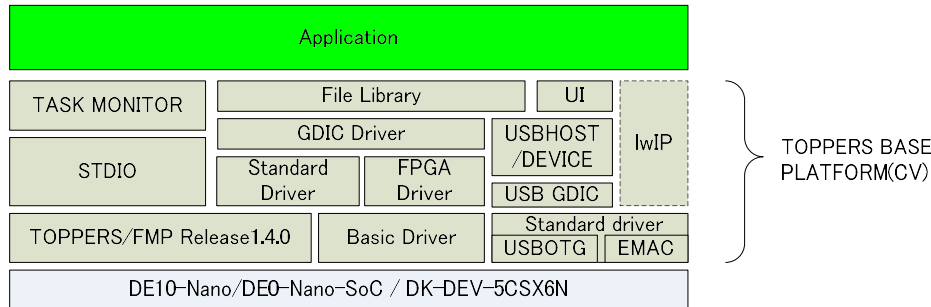 Application
TASK MONITOR
File Library
UI
lwIP
GDIC Driver
USBHOST
/DEVICE
STDIO
Standard
Driver
FPGA
Driver
USB GDIC
TOPPERS/FMP Release1.4.0
Basic Driver
Standard driver
USBOTG
EMAC
DE10-Nano/DE0-Nano-SoC / DK-DEV-5CSX6N
TOPPERS BASE
PLATFORM(CV)